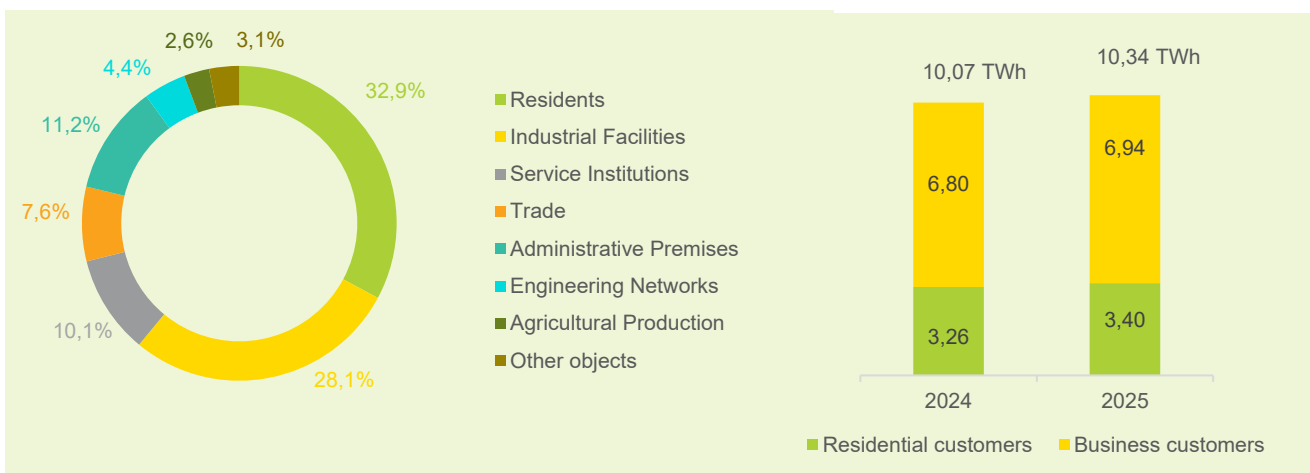 2,6%
3,1%
4,4%
32,9%
11,2%
7,6%
10,1%
28,1%
Residents
Industrial Facilities
Service Institutions
Trade
Administrative Premises
Engineering Networks
Agricultural Production
Other objects
10,07 TWh
10,34 TWh
6,80
6,94
3,26
3,40
2024
2025
Residential customers
Business customers